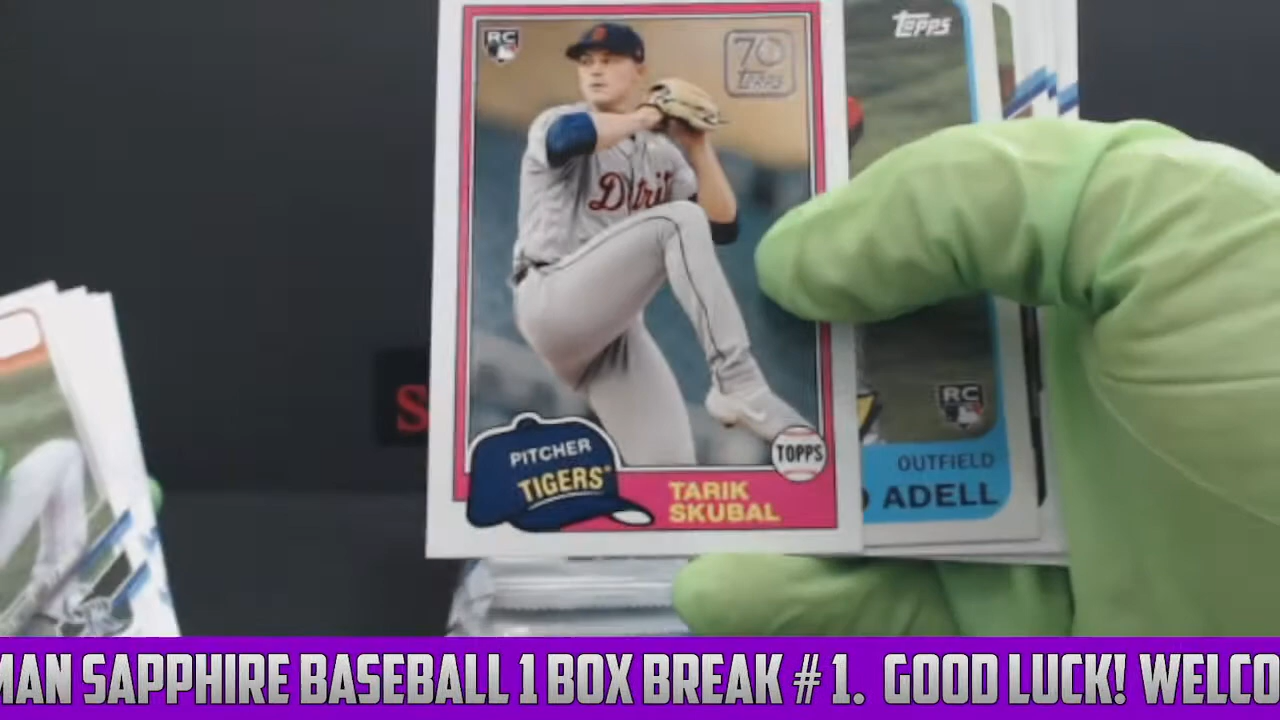 RC
70
TOPPS
Topps
Detroit
S
RC
PITCHER
TIGERS
TOPPS
TARIK
SKUBAL
OUTFIELD
ADELL
MAN SAPPHIRE BASEBALL 1 BOX BREAK # 1. GOOD LUCK! WELCO